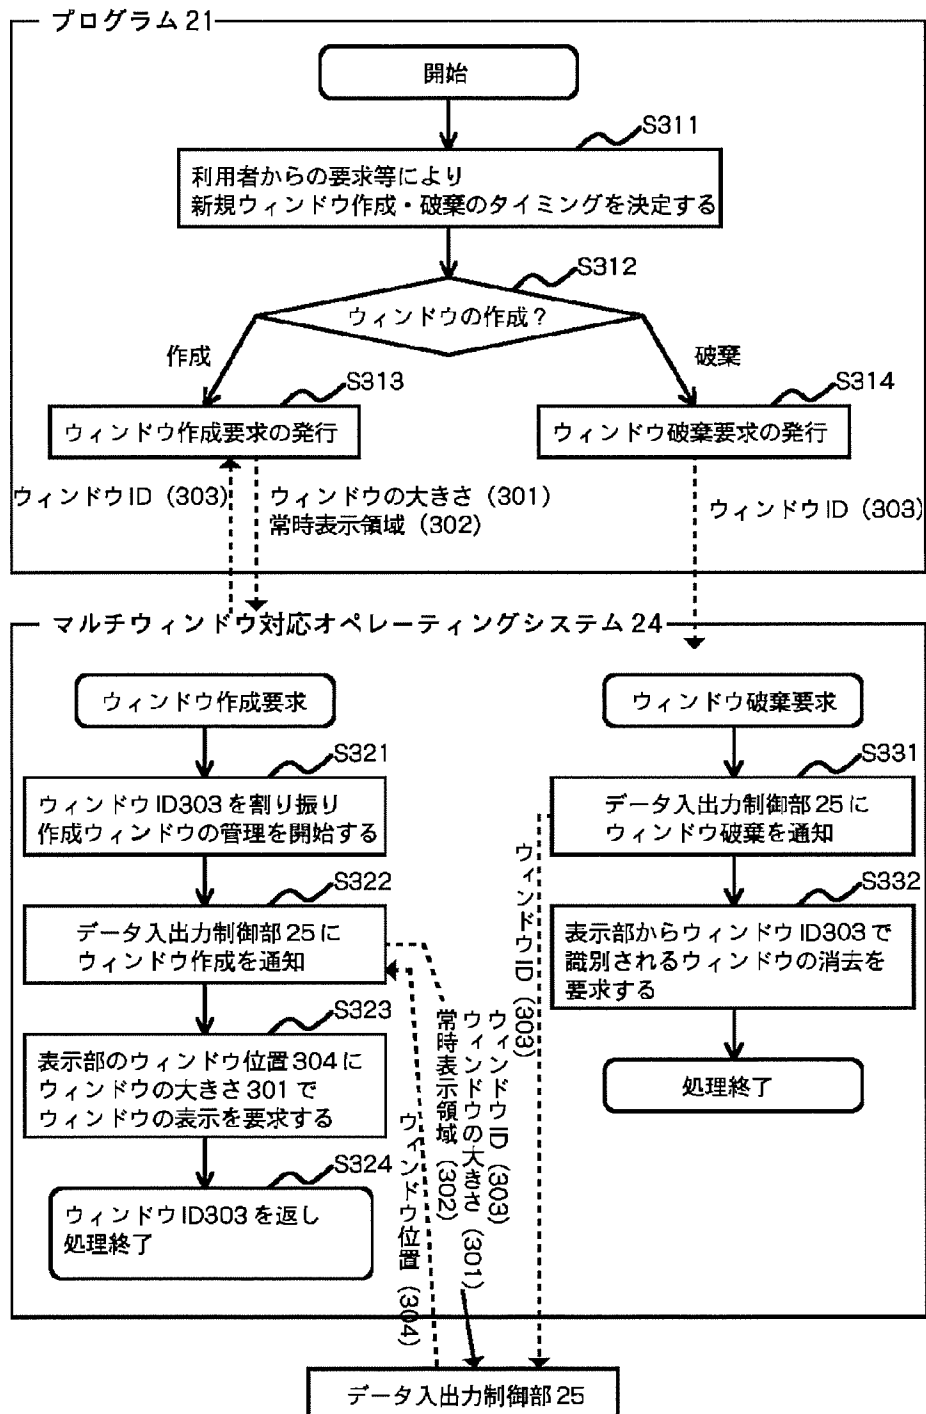 プログラム21
開始
S311
利用者からの要求等により
新規ウィンドウ作成・破棄のタイミングを決定する
S312
ウィンドウの作成?
作成
破棄
S313
ウィンドウ作成要求の発行
S314
ウィンドウ破棄要求の発行
ウィンドウID(303)
ウィンドウの大きさ(301)
常時表示領域(302)
ウィンドウID(303)
マルチウィンドウ対応オペレーティングシステム24
ウィンドウ作成要求
S321
ウィンドウID303を割り振り
作成ウィンドウの管理を開始する
S322
データ入出力制御部25に
ウィンドウ作成を通知
S323
表示部のウィンドウ位置304に
ウィンドウの大きさ301で
ウィンドウの表示を要求する
S324
ウィンドウID303を返し
処理終了
ウィンドウ破棄要求
S331
データ入出力制御部25に
ウィンドウ破棄を通知
S332
表示部からウィンドウID303で
識別されるウィンドウの消去を
要求する
処理終了
ウィンドウID(303)
ウィンドウID(303)
ウィンドウの大きさ(301)
常時表示領域(302)
ウィンドウ位置(304)
データ入出力制御部25